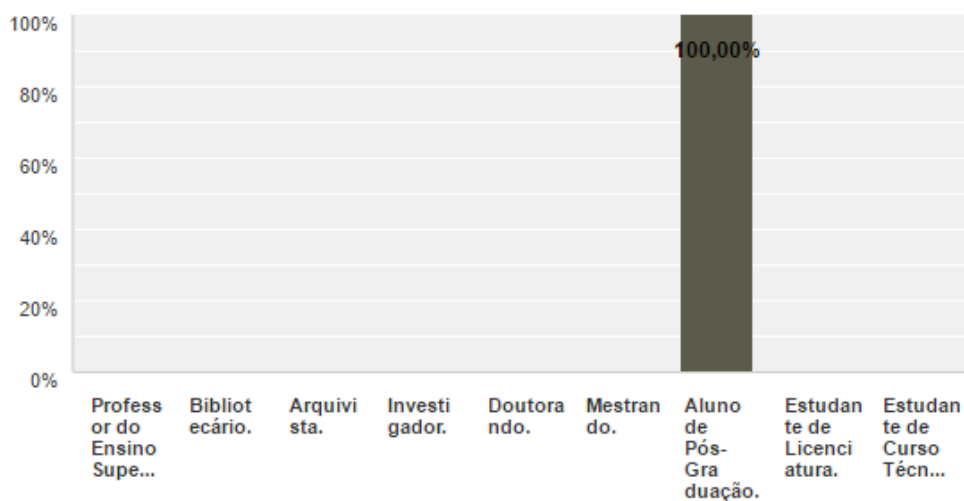 100%
100,00%
80%
60%
40%
20%
0%
Profess
or do
Ensino
Supe...
Bibliot
ecário.
Arquivi
sta.
Investi
gador.
Doutora
ndo.
Mestran
do.
Aluno
de
Pós-
Gra
duação.
Estudan
te de
Licenci
atura.
Estudan
te de
Curso
Técn...